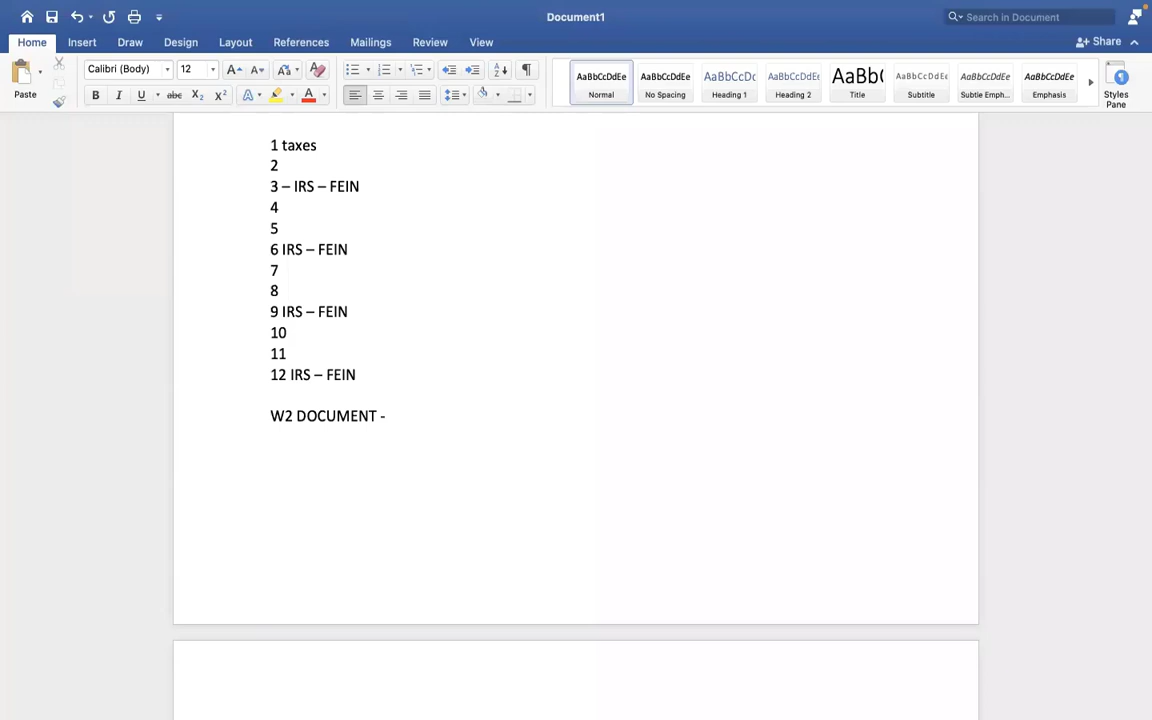 Document1
Search in Document
Home Insert Draw Design Layout References Mailings Review View
Share
Paste
Calibri (Body) 12
AaBbCcDdEe AaBbCcDdEe AaBbCcDc AaBbCcDdEe AaBb( AaBbCcDdEe AaBbCcDdEe AaBbCcDdEe
Normal No Spacing Heading 1 Heading 2 Title Subtitle Subtle Emph... Emphasis
Styles
Pane
1 taxes
2
3 – IRS – FEIN
4
5
6 IRS – FEIN
7
8
9 IRS – FEIN
10
11
12 IRS – FEIN
W2 DOCUMENT -